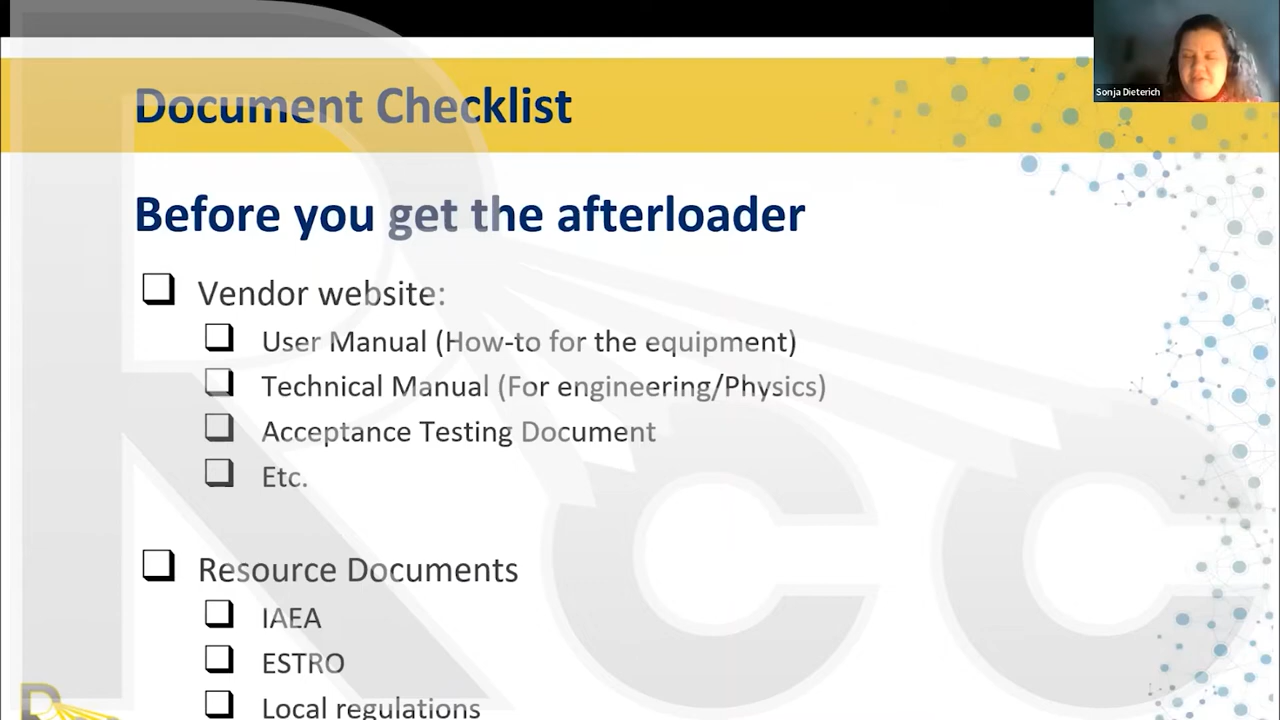 Document Checklist
Sonja Dieterich
Before you get the afterloader
Vendor website:
User Manual (How-to for the equipment)
Technical Manual (For engineering/Physics)
Acceptance Testing Document
Etc.
Resource Documents
IAEA
ESTRO
Local regulations
Rcc